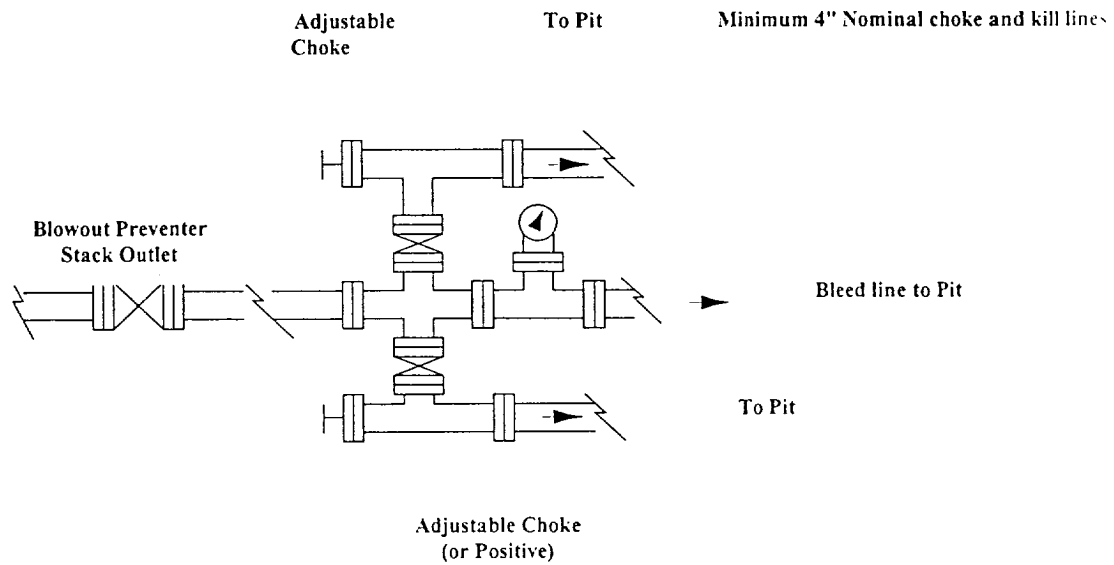 Adjustable
Choke
To Pit
Minimum 4" Nominal choke and kill lines
Blowout Preventer
Stack Outlet
Bleed line to Pit
To Pit
Adjustable Choke
(or Positive)